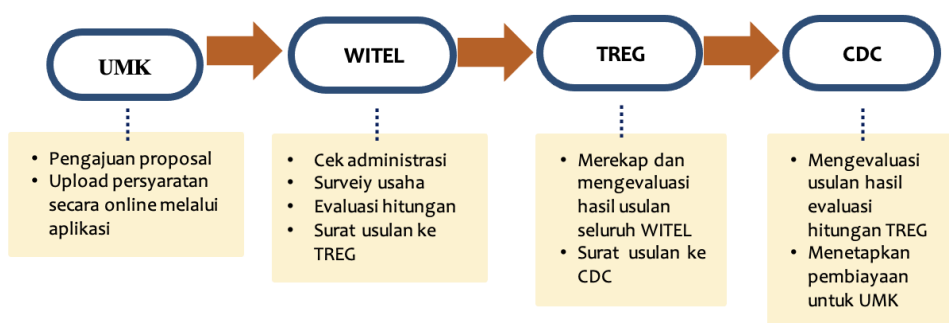 UMK
WITEL
TREG
CDC
• Pengajuan proposal
• Upload persyaratan
secara online melalui
aplikasi
• Cek administrasi
• Surveiy usaha
• Evaluasi hitungan
• Surat usulan ke
TREG
• Merekap dan
mengevaluasi
hasil usulan
seluruh WITEL
• Surat usulan ke
CDC
• Mengevaluasi
usulan hasil
evaluasi
hitungan TREG
• Menetapkan
pembiayaan
untuk UMK